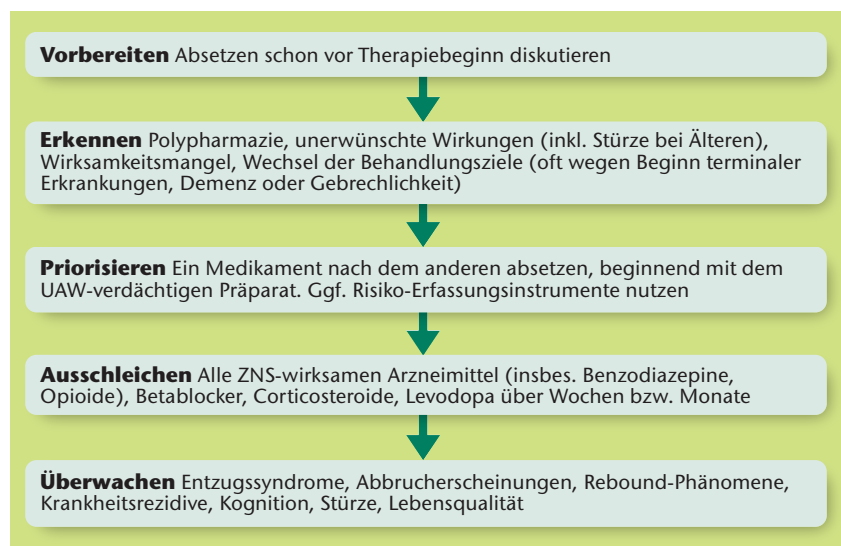 Vorbereiten Absetzen schon vor Therapiebeginn diskutieren
Erkennen Polypharmazie, unerwünschte Wirkungen (inkl. Stürze bei Älteren),
Wirksamkeitsmangel, Wechsel der Behandlungsziele (oft wegen Beginn terminaler
Erkrankungen, Demenz oder Gebrechlichkeit)
Priorisieren Ein Medikament nach dem anderen absetzen, beginnend mit dem
UAW-verdächtigen Präparat. Ggf. Risiko-Erfassungsinstrumente nutzen
Ausschleichen Alle ZNS-wirksamen Arzneimittel (insbes. Benzodiazepine,
Opioide), Betablocker, Corticosteroide, Levodopa über Wochen bzw. Monate
Überwachen Entzugssyndrome, Abbrucherscheinungen, Rebound-Phänomene,
Krankheitsrezidive, Kognition, Stürze, Lebensqualität